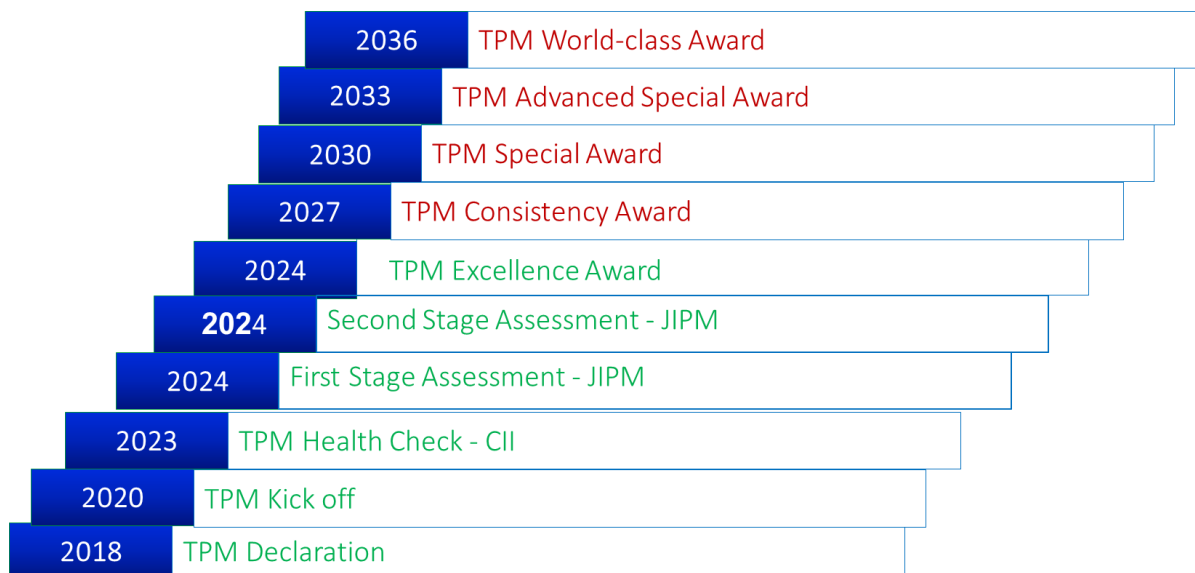 2036 TPM World-class Award
2033 TPM Advanced Special Award
2030 TPM Special Award
2027 TPM Consistency Award
2024 TPM Excellence Award
2024 Second Stage Assessment - JIPM
2024 First Stage Assessment - JIPM
2023 TPM Health Check - CII
2020 TPM Kick off
2018 TPM Declaration